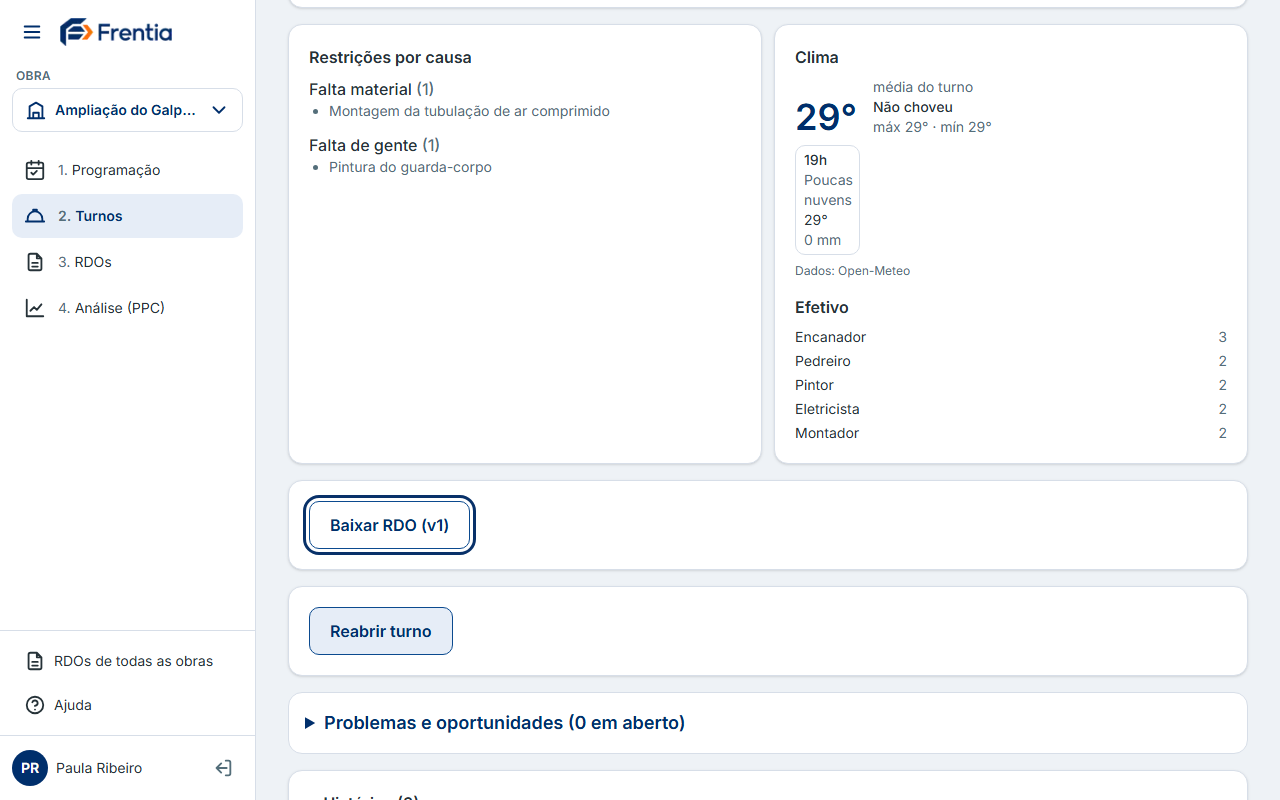 Frentia
OBRA
Ampliação do Galp...
1. Programação
2. Turnos
3. RDOs
4. Análise (PPC)
RDOs de todas as obras
Ajuda
PR
Paula Ribeiro
Restrições por causa
Falta material (1)
Montagem da tubulação de ar comprimido
Falta de gente (1)
Pintura do guarda-corpo
Clima
29°
média do turno
Não choveu
máx 29° · mín 29°
19h
Poucas
nuvens
29°
0 mm
Dados: Open-Meteo
Efetivo
Encanador 3
Pedreiro 2
Pintor 2
Eletricista 2
Montador 2
Baixar RDO (v1)
Reabrir turno
Problemas e oportunidades (0 em aberto)